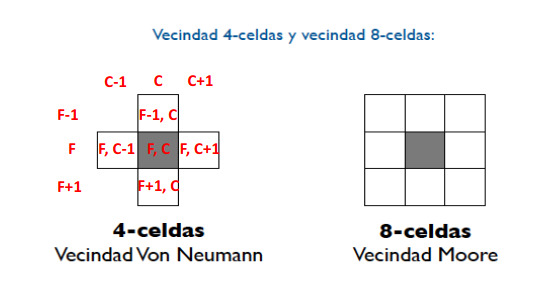 Vecindad 4-celdas y vecindad 8-celdas:
C-1 C C+1
F-1 F-1, C
F F, C-1 F, C F, C+1
F+1 F+1, C
4-celdas
Vecindad Von Neumann
8-celdas
Vecindad Moore